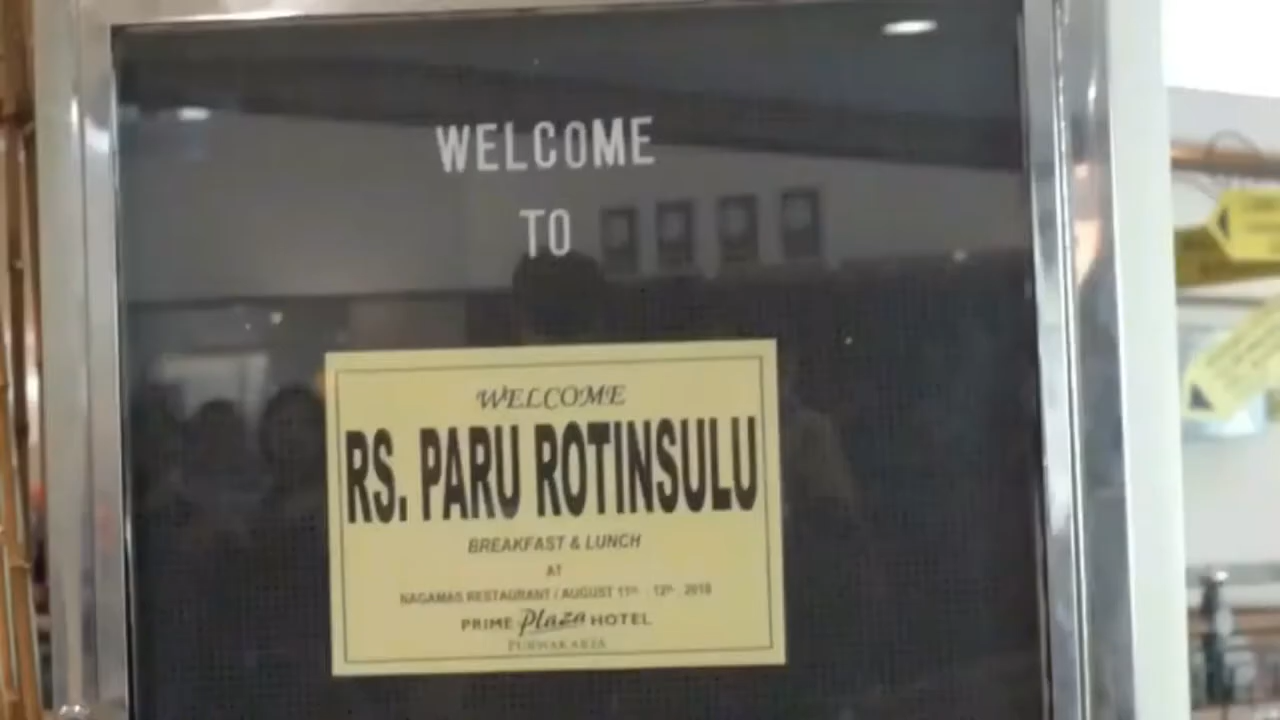 WELCOME
TO
WELCOME
RS. PARU ROTINSULU
BREAKFAST & LUNCH
AT
NAGAMAS RESTAURANT / AUGUST 11th - 12th, 2018
PRIME Plaza HOTEL
PURWAKARTA